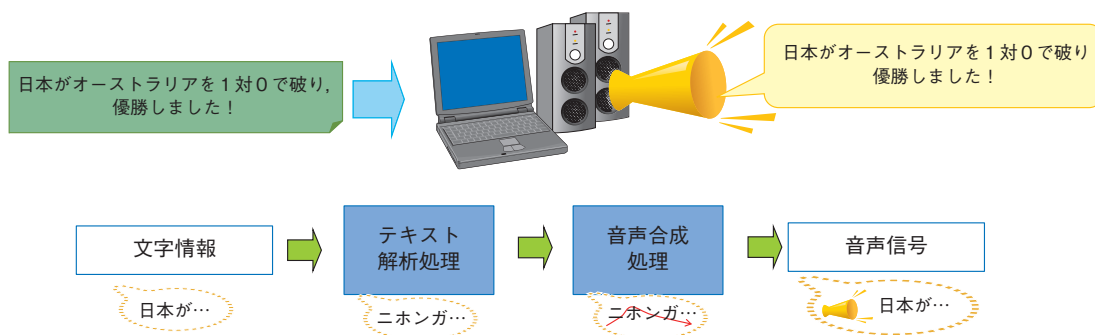 日本がオーストラリアを１対０で破り，
優勝しました！
日本がオーストラリアを１対０で破り
優勝しました！
文字情報
テキスト
解析処理
音声合成
処理
音声信号
日本が…
ニホンガ…
ニホンガ…
日本が…